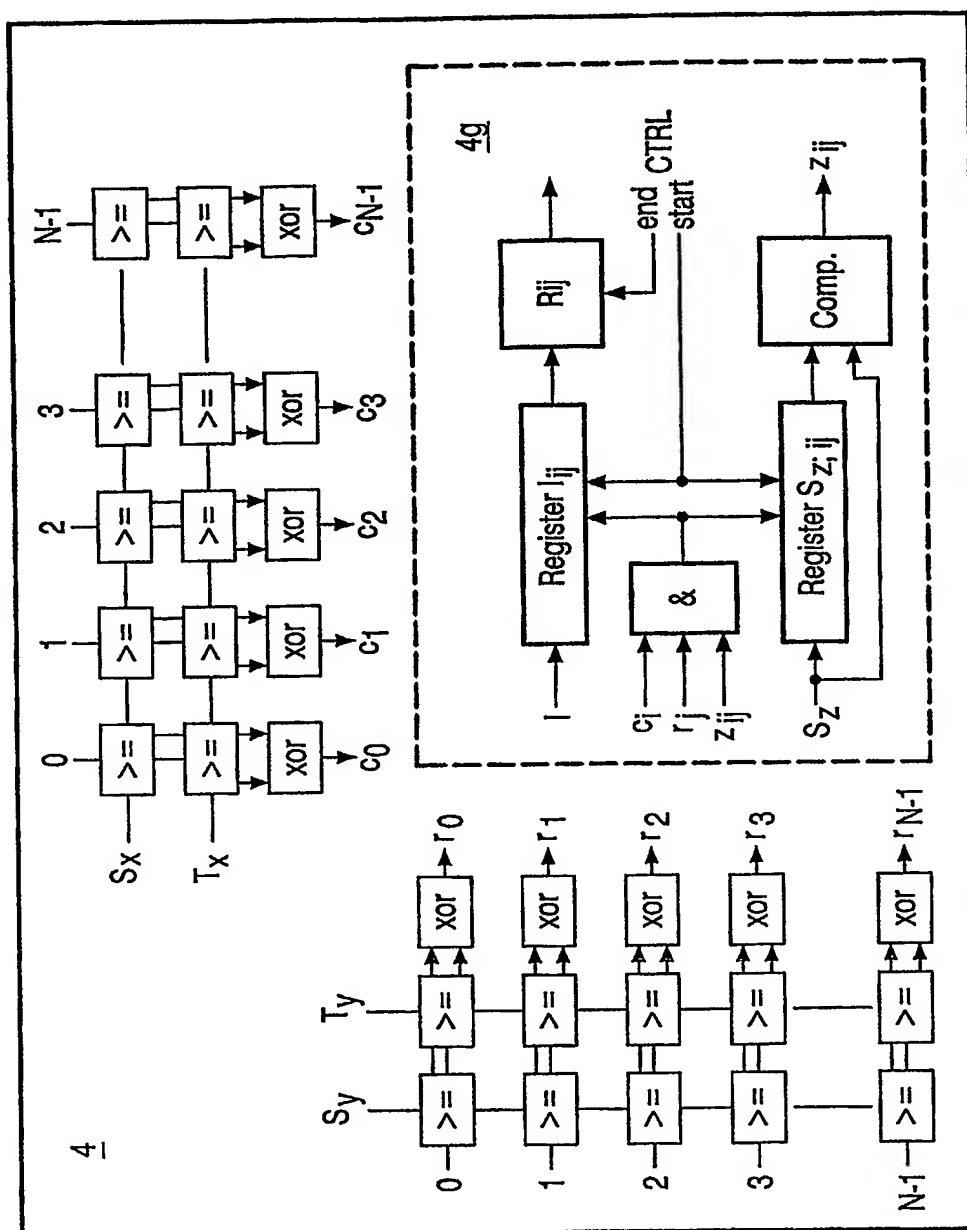 4
0 1 2 3 N-1
Sx >= >= >= >= >=
Tx >= >= >= >= >=
xor xor xor xor xor
c0 c1 c2 c3 cN-1
Sy Ty
0 >= >= xor r0
1 >= >= xor r1
2 >= >= xor r2
3 >= >= xor r3
N-1 >= >= xor rN-1
4g
I Register Iij Rij
end CTRL
start
ci
rj
zij
&
Sz Register Sz; ij Comp. zij